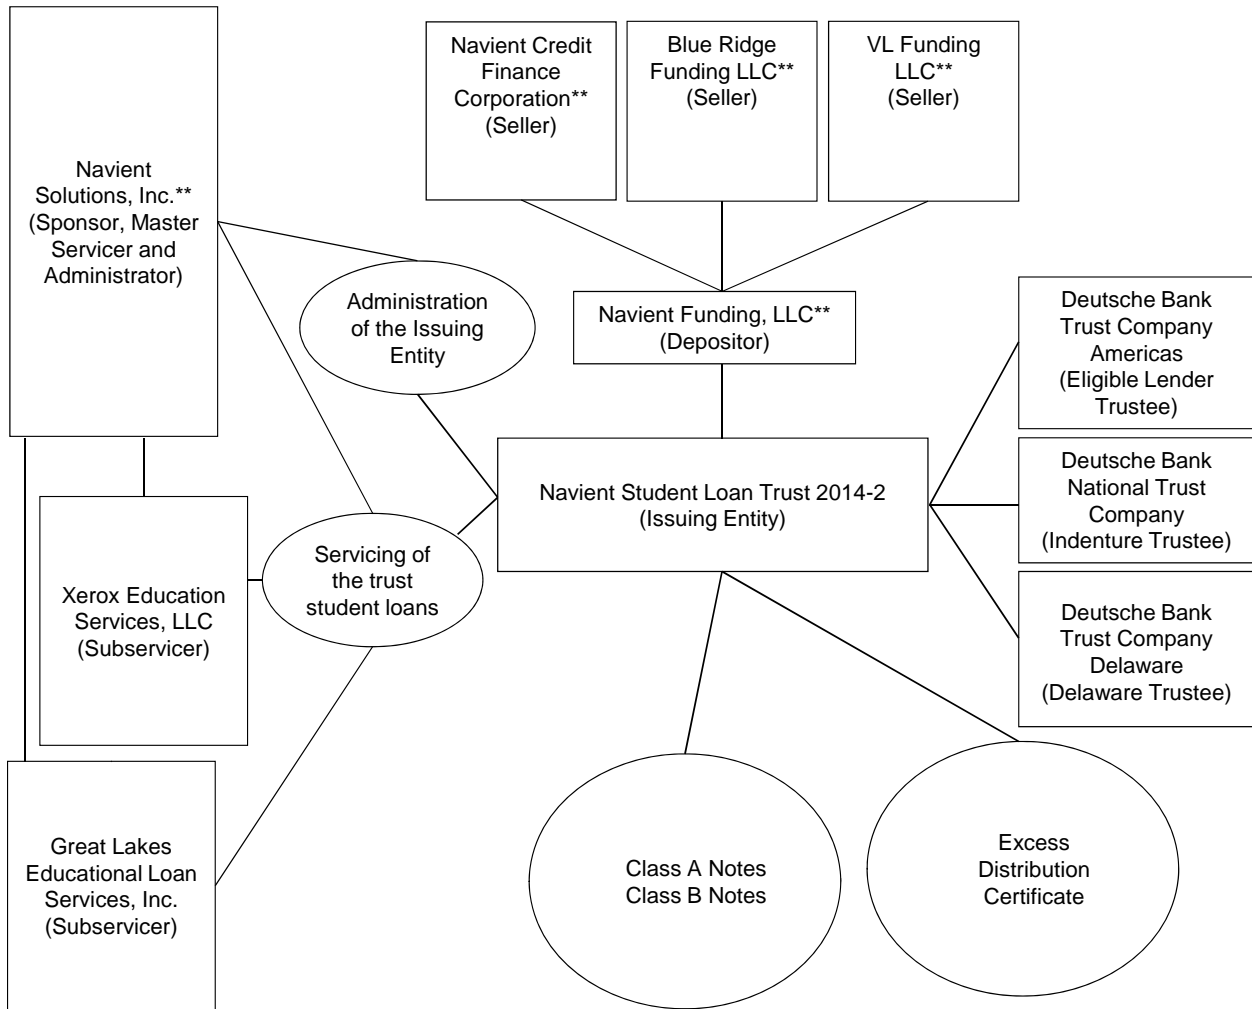 Navient
Solutions, Inc.**
(Sponsor, Master
Servicer and
Administrator)
Navient Credit
Finance
Corporation**
(Seller)
Blue Ridge
Funding LLC**
(Seller)
VL Funding
LLC**
(Seller)
Administration
of the Issuing
Entity
Navient Funding, LLC**
(Depositor)
Deutsche Bank
Trust Company
Americas
(Eligible Lender
Trustee)
Navient Student Loan Trust 2014-2
(Issuing Entity)
Deutsche Bank
National Trust
Company
(Indenture Trustee)
Xerox Education
Services, LLC
(Subservicer)
Servicing of
the trust
student loans
Deutsche Bank
Trust Company
Delaware
(Delaware Trustee)
Great Lakes
Educational Loan
Services, Inc.
(Subservicer)
Class A Notes
Class B Notes
Excess
Distribution
Certificate